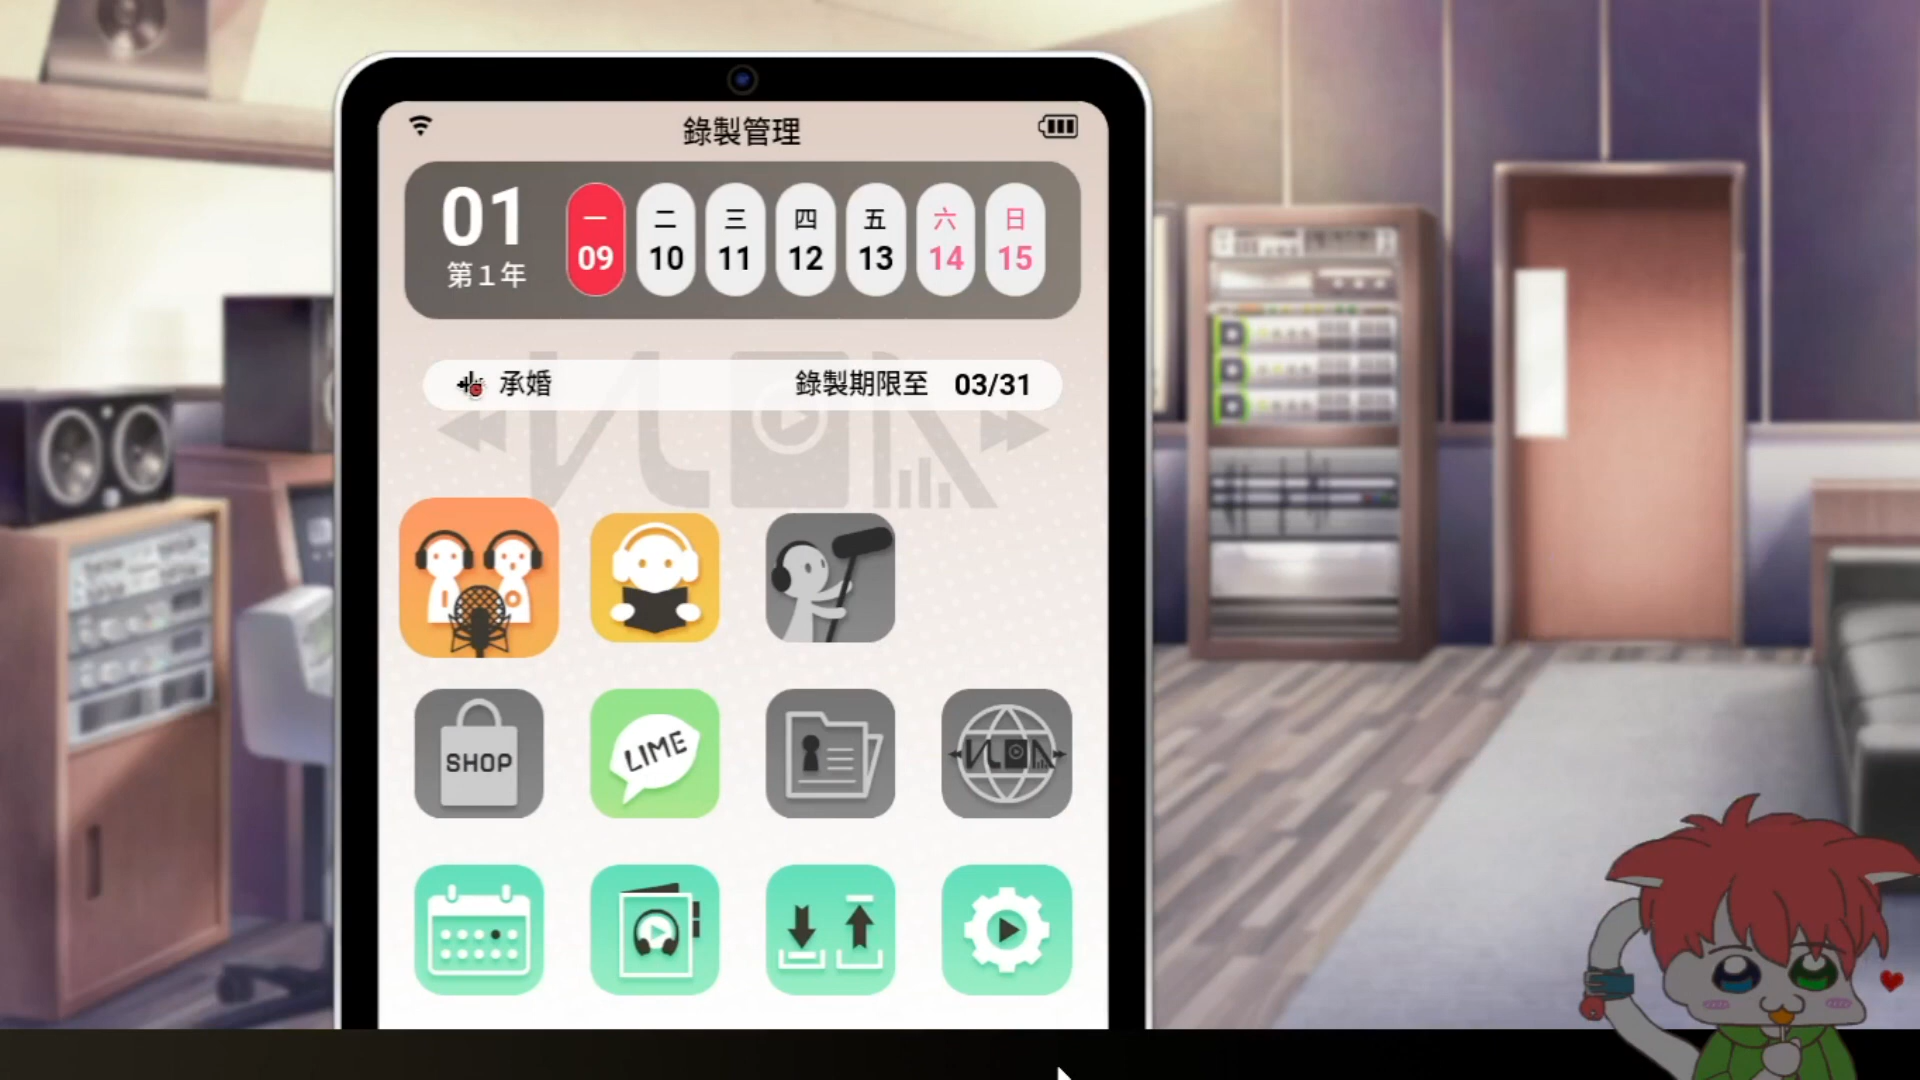 錄製管理
01
第1年
一 二 三 四 五 六 日
09 10 11 12 13 14 15
承婚 錄製期限至 03/31
SHOP
LIME